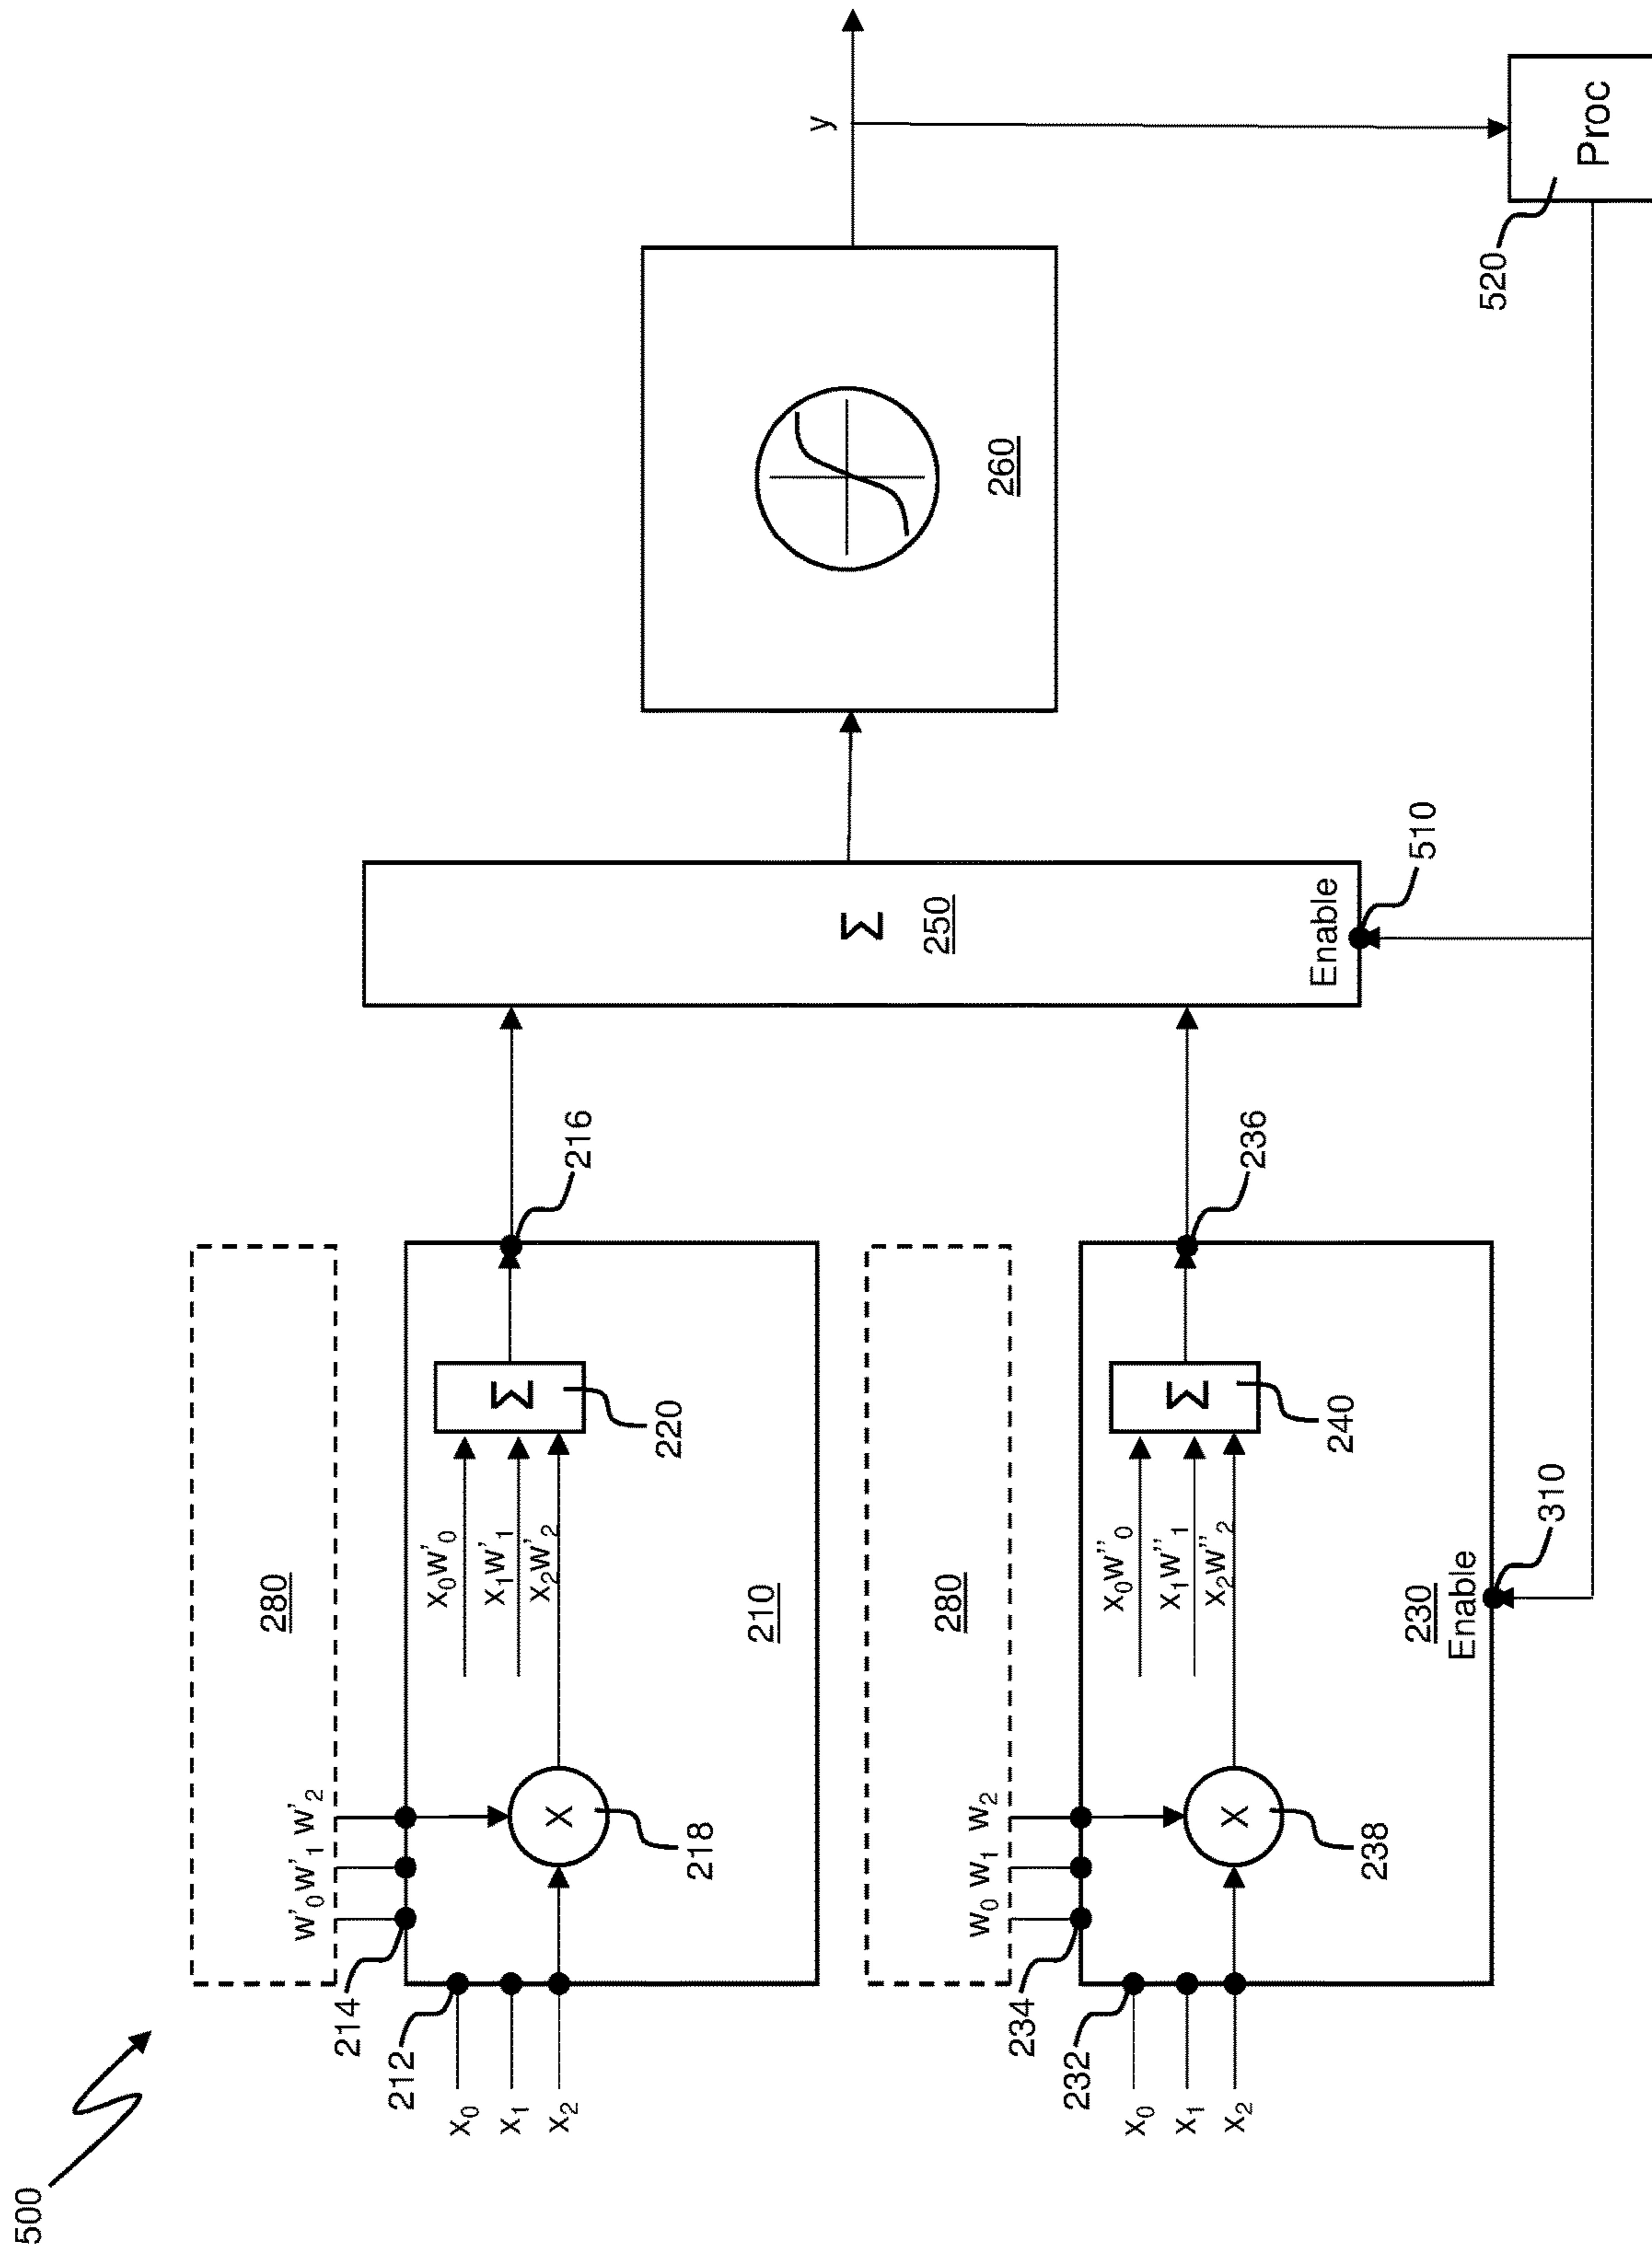 500
280
w'₀ w'₁ w'₂
214
212
x₀
x₁
x₂
218
x₀w'₀
x₁w'₁
x₂w'₂
Σ
220
X
210
216
280
w₀ w₁ w₂
234
232
x₀
x₁
x₂
238
X
x₀w"₀
x₁w"₁
x₂w"₂
Σ
240
230
Enable
310
236
Σ
250
Enable
510
260
y
520
Proc